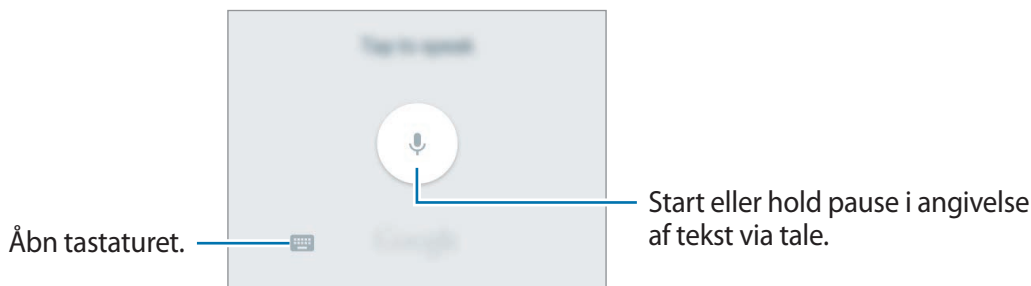 Tap to speak
Start eller hold pause i angivelse
af tekst via tale.
Åbn tastaturet.
Google